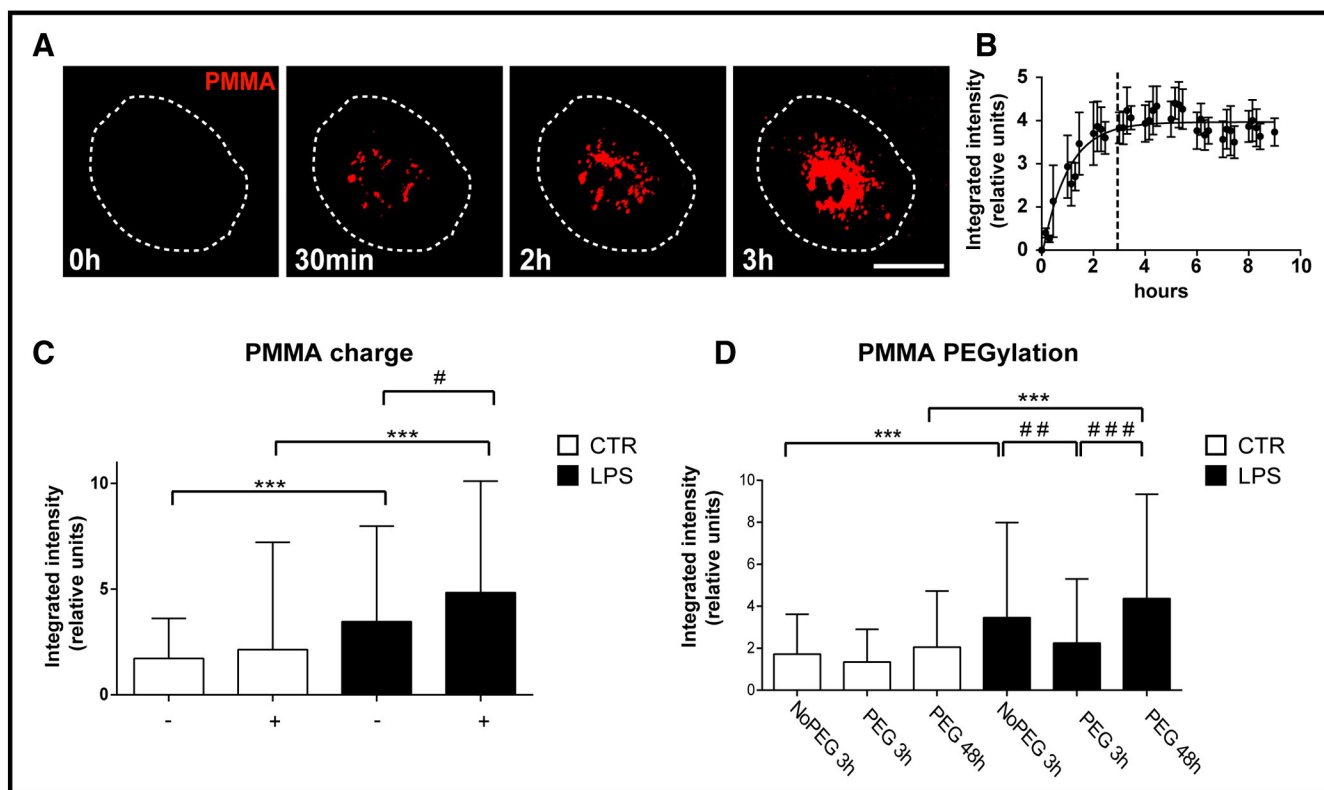 A
PMMA
0h
30min
2h
3h
B
Integrated intensity
(relative units)
5
4
3
4
2
0
0 2 4 6 8 10
hours
C
PMMA charge
#
***
***
CTR
LPS
Integrated intensity
(relative units)
10
5
0
- + - +
D
PMMA PEGylation
***
***
# #
# # #
CTR
LPS
Integrated intensity
(relative units)
10
8
6
4
2
0
NoPEG 3h
PEG 3h
PEG 48h
NoPEG 3h
PEG 3h
PEG 48h